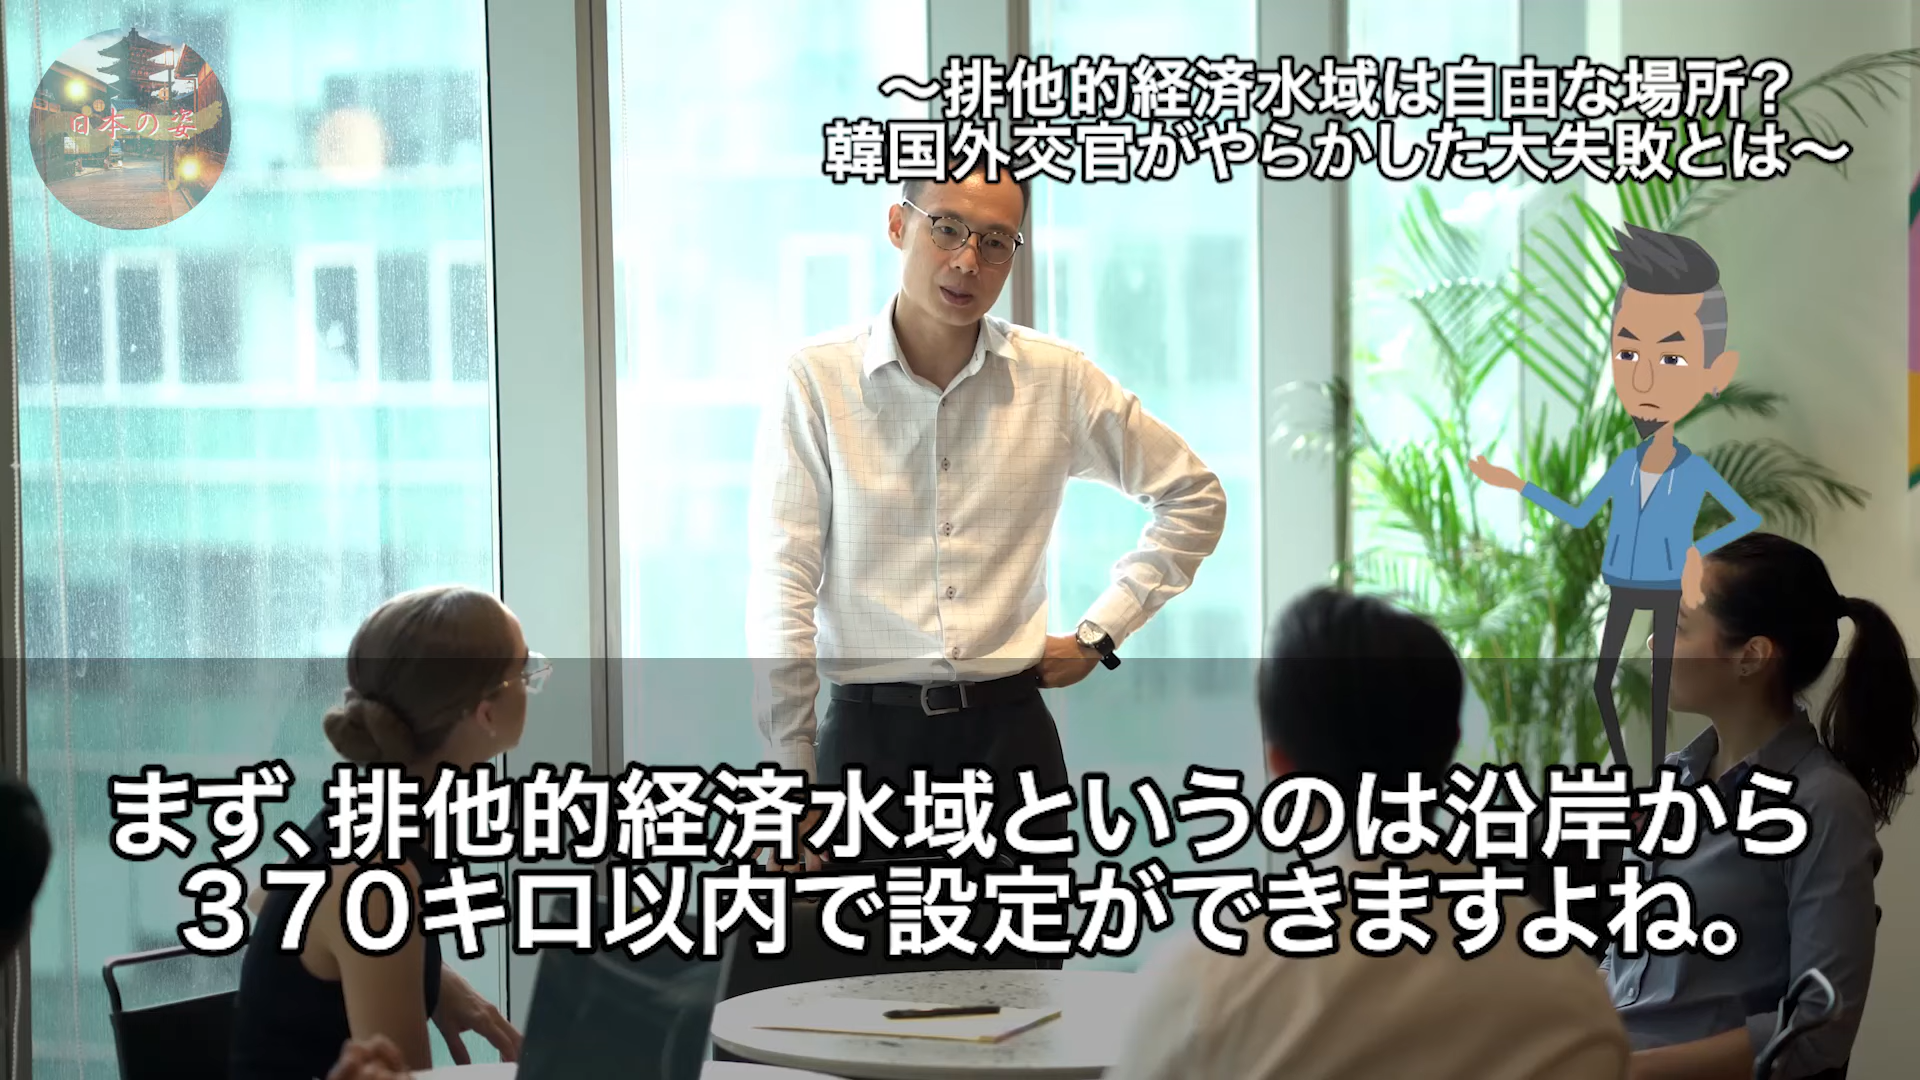 日本の姿
～排他的経済水域は自由な場所？
韓国外交官がやらかした大失敗とは～
まず、排他的経済水域というのは沿岸から
３７０キロ以内で設定ができますよね。